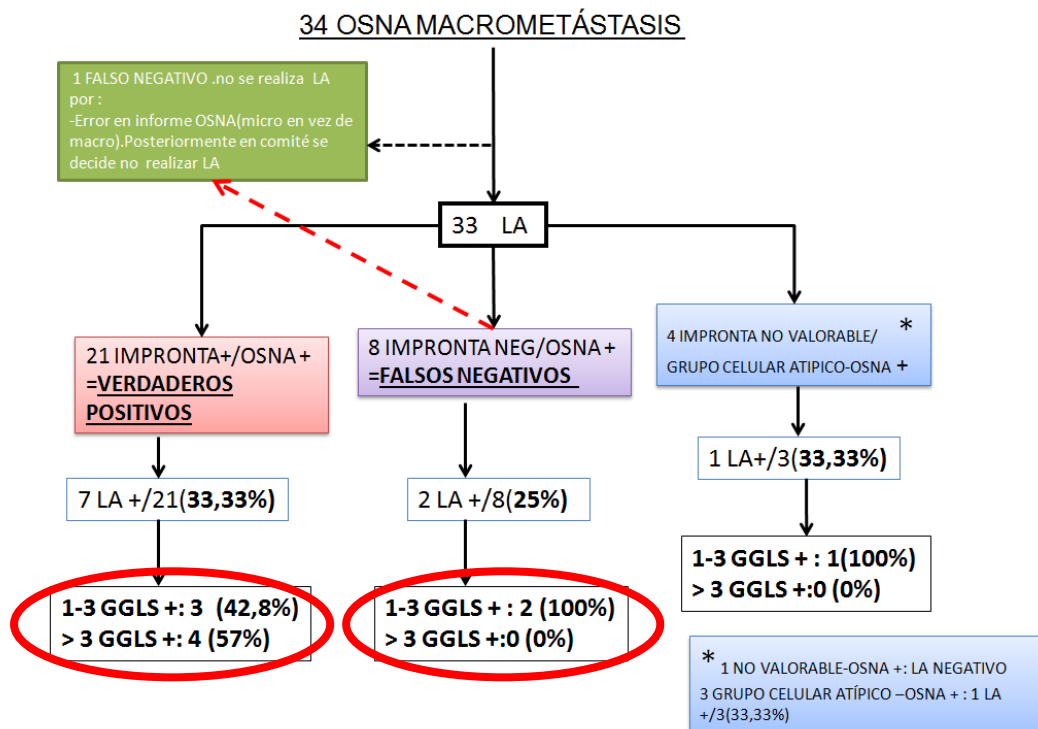 34 OSNA MACROMETÁSTASIS
1 FALSO NEGATIVO .no se realiza LA
por :
-Error en informe OSNA(micro en vez de
macro).Posteriormente en comité se
decide no realizar LA
33 LA
21 IMPRONTA+/OSNA +
=VERDADEROS
POSITIVOS
8 IMPRONTA NEG/OSNA +
=FALSOS NEGATIVOS
*
4 IMPRONTA NO VALORABLE/
GRUPO CELULAR ATIPICO-OSNA +
7 LA +/21(33,33%)
2 LA +/8(25%)
1 LA+/3(33,33%)
1-3 GGLS +: 3 (42,8%)
> 3 GGLS +: 4 (57%)
1-3 GGLS + : 2 (100%)
> 3 GGLS +:0 (0%)
1-3 GGLS + : 1(100%)
> 3 GGLS +:0 (0%)
* 1 NO VALORABLE-OSNA +: LA NEGATIVO
3 GRUPO CELULAR ATÍPICO –OSNA + : 1 LA
+/3(33,33%)